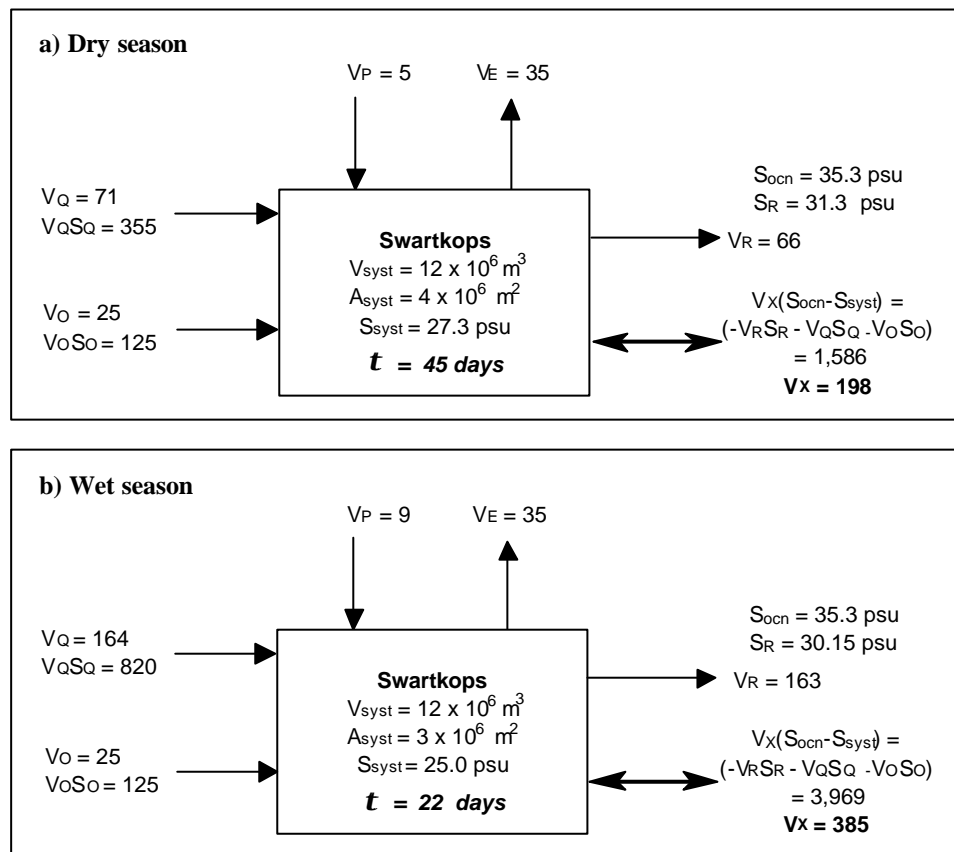 a) Dry season
VP = 5
VE = 35
VQ = 71
VQSQ = 355
VO = 25
VOSO = 125
Swartkops
Vsyst = 12 x 10^6 m^3
Asyst = 4 x 10^6 m^2
Ssyst = 27.3 psu
t = 45 days
Socn = 35.3 psu
SR = 31.3 psu
VR = 66
VX(Socn-Ssyst) =
(-VRSR - VQSQ -VOSO)
= 1,586
VX = 198
b) Wet season
VP = 9
VE = 35
VQ = 164
VQSQ = 820
VO = 25
VOSO = 125
Swartkops
Vsyst = 12 x 10^6 m^3
Asyst = 3 x 10^6 m^2
Ssyst = 25.0 psu
t = 22 days
Socn = 35.3 psu
SR = 30.15 psu
VR = 163
VX(Socn-Ssyst) =
(-VRSR - VQSQ -VOSO)
= 3,969
VX = 385